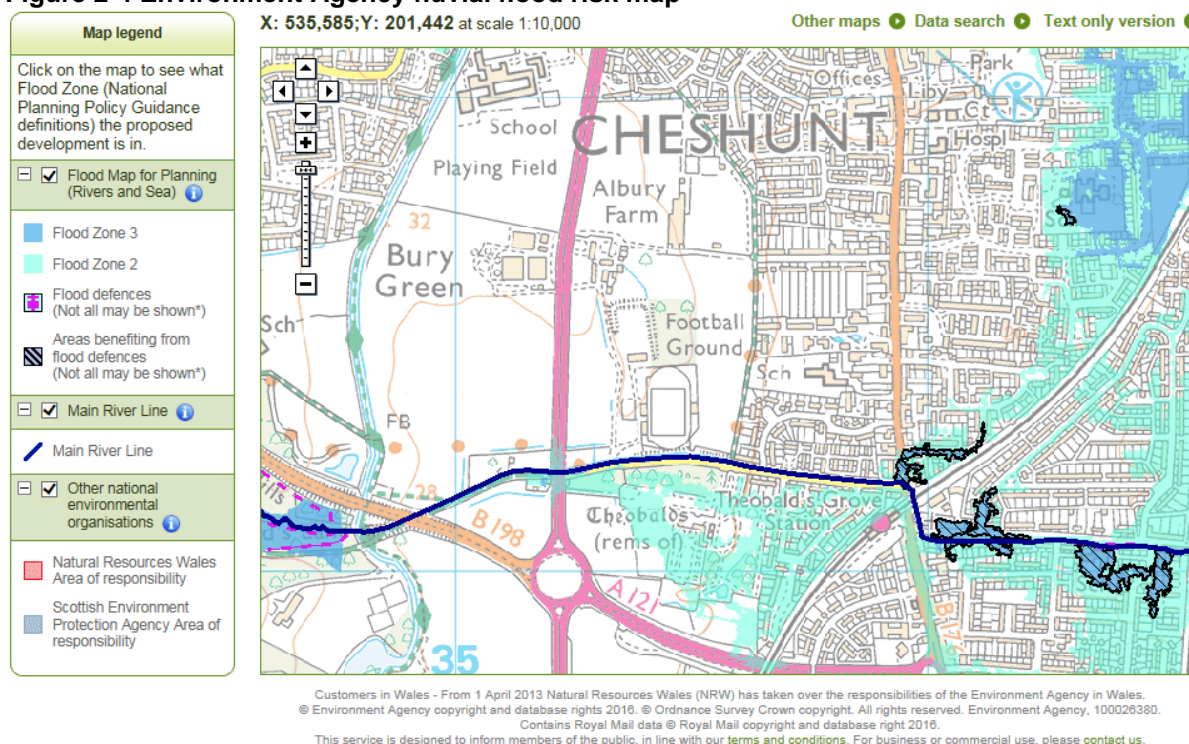 Figure 2-1 Environment Agency fluvial flood risk map
Map legend
Click on the map to see what
Flood Zone (National
Planning Policy Guidance
definitions) the proposed
development is in.
Flood Map for Planning
(Rivers and Sea)
Flood Zone 3
Flood Zone 2
Flood defences
(Not all may be shown*)
Areas benefiting from
flood defences
(Not all may be shown*)
Main River Line
Main River Line
Other national
environmental
organisations
Natural Resources Wales
Area of responsibility
Scottish Environment
Protection Agency Area of
responsibility
X: 535,585;Y: 201,442 at scale 1:10,000
Other maps Data search Text only version
Offices
Park
Liby
Ct
Hospl
School
CHESHUNT
Playing Field
Albury
Farm
32
Bury
Green
Sch
Football
Ground
Sch
FB
23
B 198
Theobald's Grove
Station
Theobalds
(rems of)
A 121
B 17
35
Customers in Wales - From 1 April 2013 Natural Resources Wales (NRW) has taken over the responsibilities of the Environment Agency in Wales.
© Environment Agency copyright and database rights 2016. © Ordnance Survey Crown copyright. All rights reserved. Environment Agency, 100026380.
Contains Royal Mail data © Royal Mail copyright and database right 2016.
This service is designed to inform members of the public, in line with our terms and conditions. For business or commercial use, please contact us.